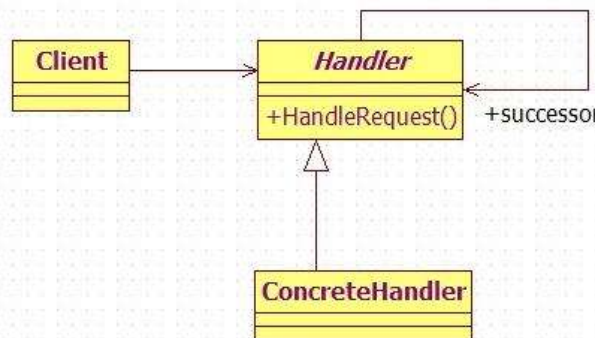 Client
Handler
+HandleRequest()
+successor
ConcreteHandler